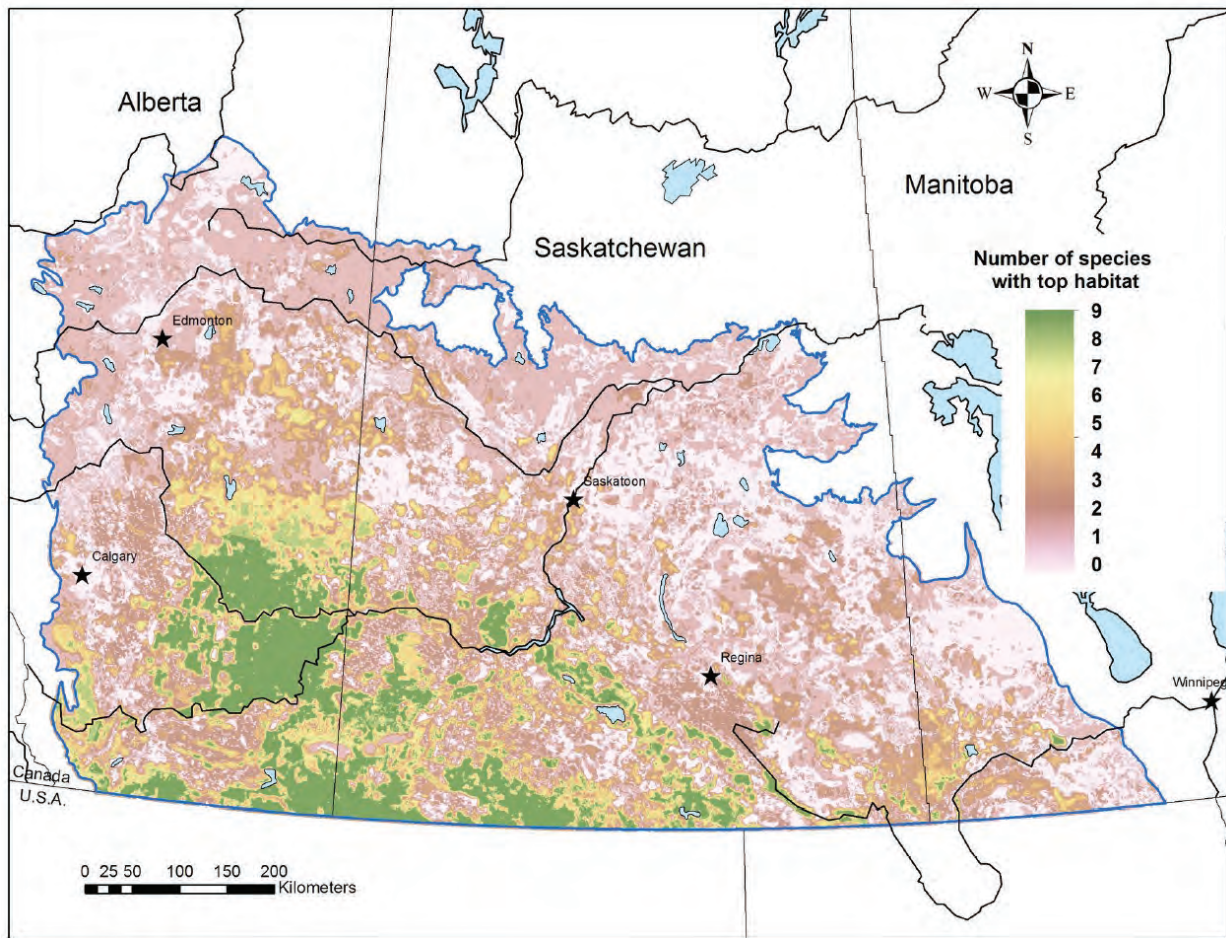 Alberta
N
W E
S
Manitoba
Saskatchewan
Number of species
with top habitat
9
8
7
6
5
4
3
2
1
0
Edmonton
Saskatoon
Calgary
Regina
Winnipeg
Canada
U.S.A.
0 25 50 100 150 200
Kilometers